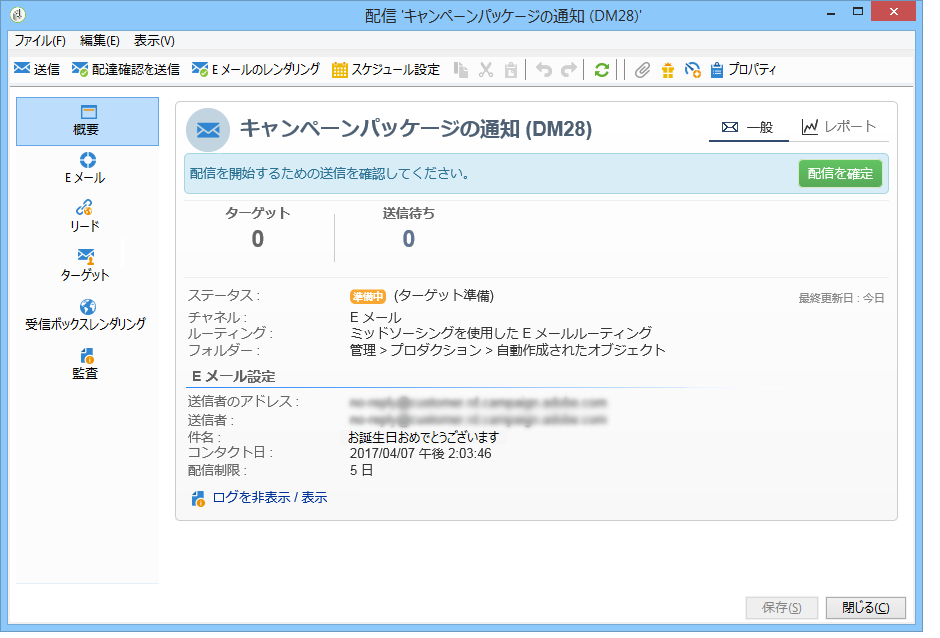 配信 'キャンペーンパッケージの通知 (DM28)'
ファイル(F) 編集(E) 表示(V)
送信 配達確認を送信 E メールのレンダリング スケジュール設定 プロパティ
概要
E メール
リード
ターゲット
受信ボックスレンダリング
監査
キャンペーンパッケージの通知 (DM28)
一般 レポート
配信を開始するための送信を確認してください。 配信を確定
ターゲット 送信待ち
0 0
ステータス : 準備中 (ターゲット準備) 最終更新日 : 今日
チャネル : E メール
ルーティング : ミッドソーシングを使用した E メールルーティング
フォルダー : 管理 > プロダクション > 自動作成されたオブジェクト
E メール設定
送信者のアドレス :
送信者 :
件名 : お誕生日おめでとうございます
コンタクト日 : 2017/04/07 午後 2:03:46
配信制限 : 5 日
ログを非表示 / 表示
保存(S) 閉じる(C)